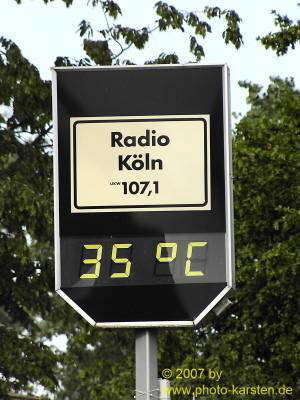 Radio
Köln
UKW 107,1
35 °C
© 2007 by
www.photo-karsten.de